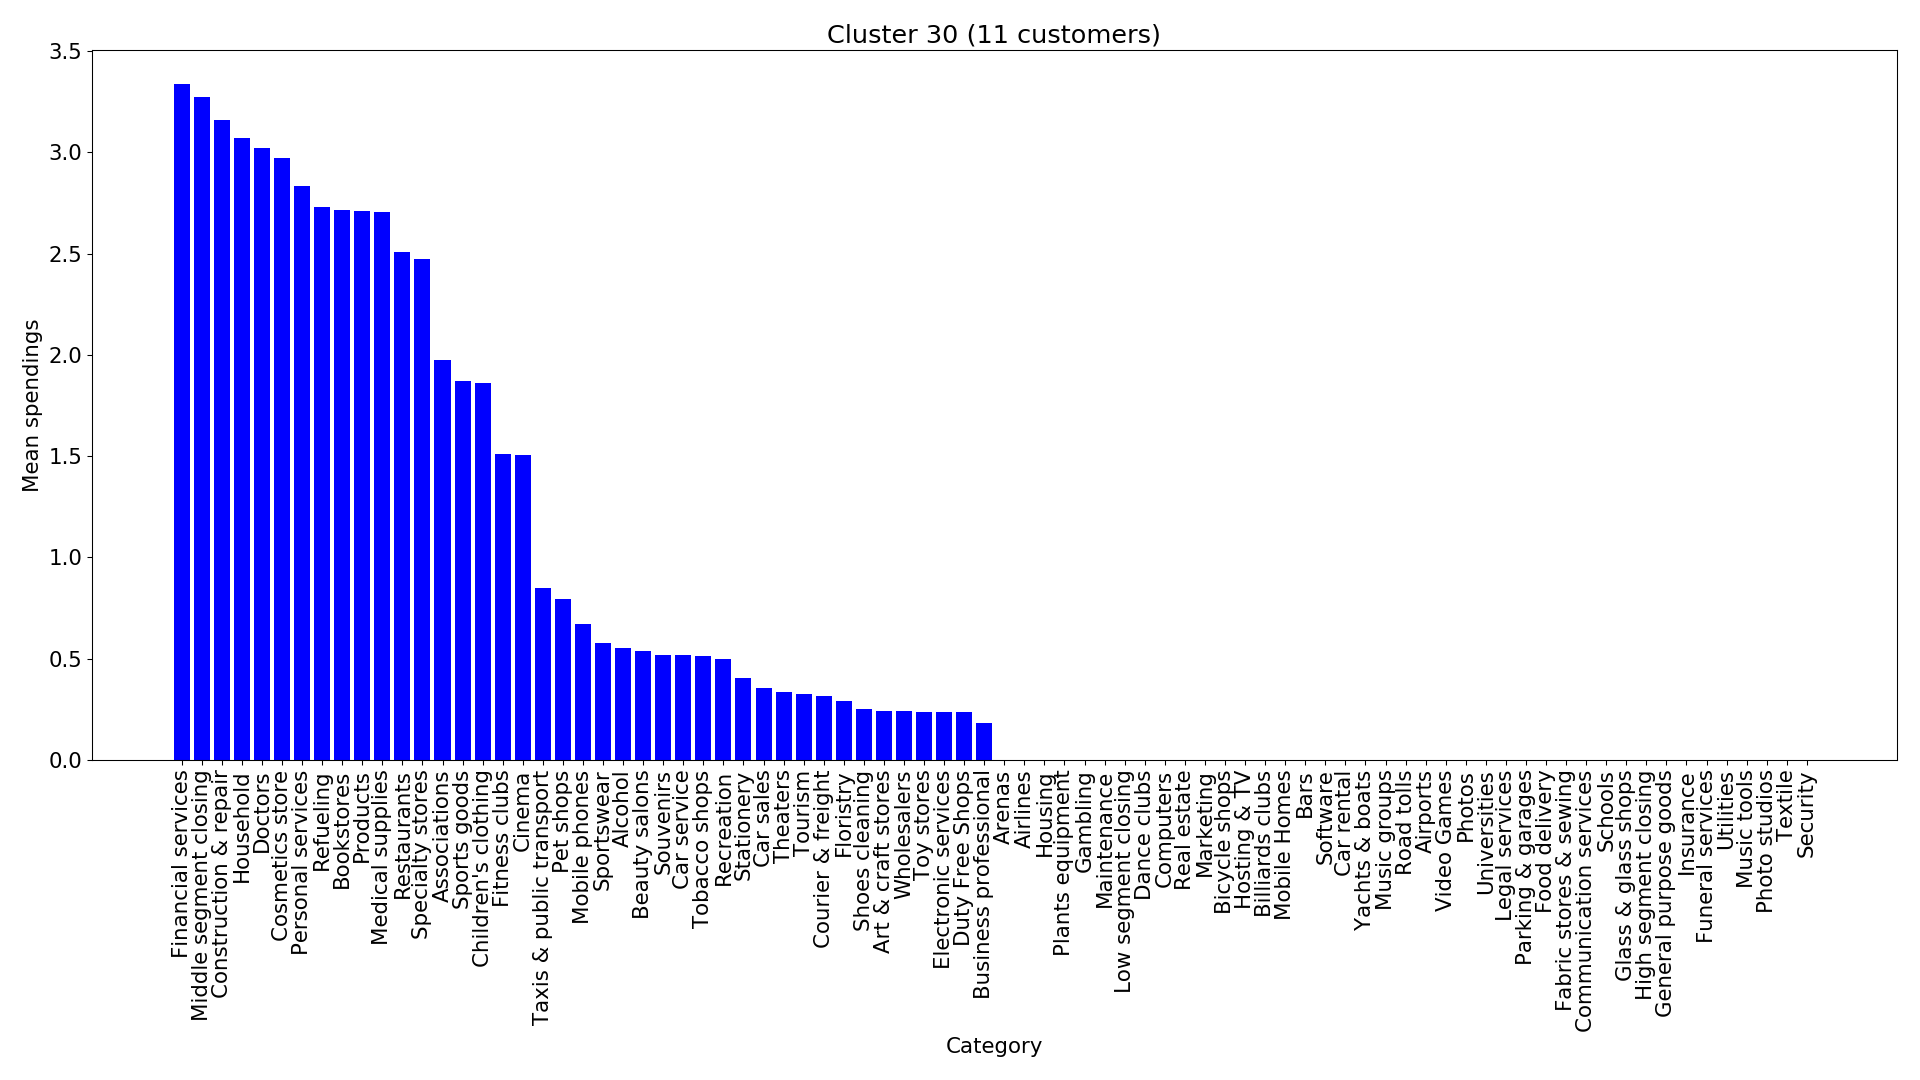 Cluster 30 (11 customers)
3.5
3.0
2.5
2.0
1.5
1.0
0.5
0.0
Mean spendings
Financial services
Middle segment closing
Construction & repair
Household
Doctors
Cosmetics store
Personal services
Refueling
Bookstores
Products
Medical supplies
Restaurants
Specialty stores
Associations
Sports goods
Children's clothing
Fitness clubs
Cinema
Taxis & public transport
Pet shops
Mobile phones
Sportswear
Alcohol
Beauty salons
Souvenirs
Car service
Tobacco shops
Recreation
Stationery
Car sales
Theaters
Tourism
Courier & freight
Floristry
Shoes cleaning
Art & craft stores
Wholesalers
Toy stores
Electronic services
Duty Free Shops
Business professional
Arenas
Airlines
Housing
Plants equipment
Gambling
Maintenance
Low segment closing
Dance clubs
Computers
Real estate
Marketing
Bicycle shops
Hosting & TV
Billiards clubs
Mobile Homes
Bars
Software
Car rental
Yachts & boats
Music groups
Road tolls
Airports
Video Games
Photos
Universities
Legal services
Parking & garages
Food delivery
Fabric stores & sewing
Communication services
Schools
Glass & glass shops
High segment closing
General purpose goods
Insurance
Funeral services
Utilities
Music tools
Photo studios
Textile
Security
Category